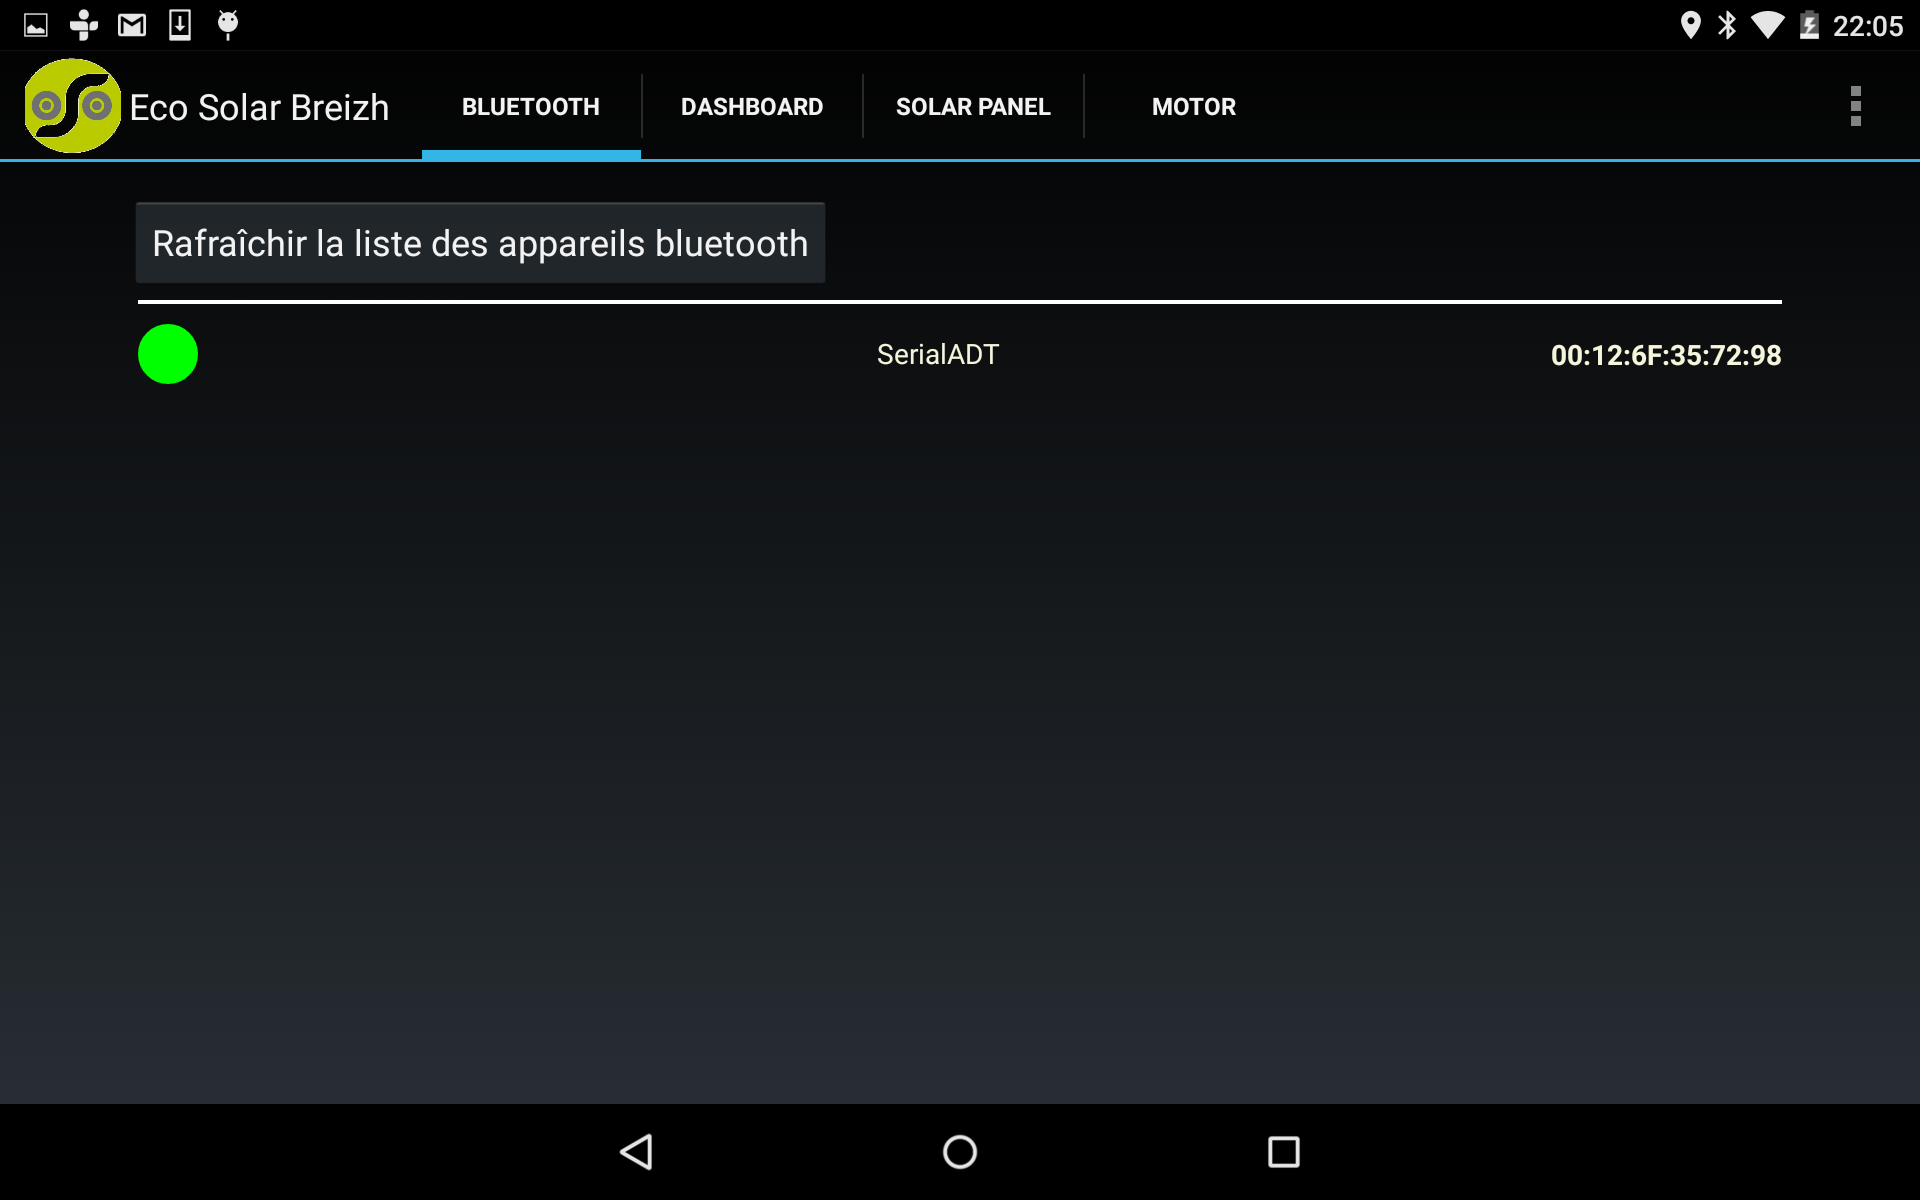 22:05
Eco Solar Breizh
BLUETOOTH
DASHBOARD
SOLAR PANEL
MOTOR
Rafraîchir la liste des appareils bluetooth
SerialADT
00:12:6F:35:72:98